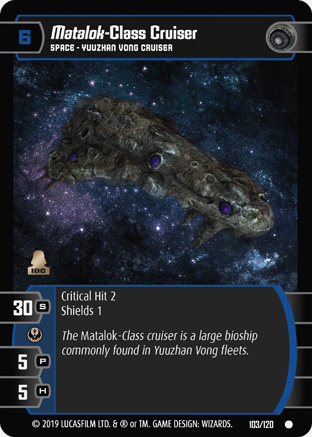 6
Matalok-Class Cruiser
SPACE - YUUZHAN VONG CRUISER
IDC
30 S
Critical Hit 2
Shields 1
The Matalok-Class cruiser is a large bioship
commonly found in Yuuzhan Vong fleets.
5 P
5 H
© 2019 LUCASFILM LTD. & ® or TM. GAME DESIGN: WIZARDS.
103/120